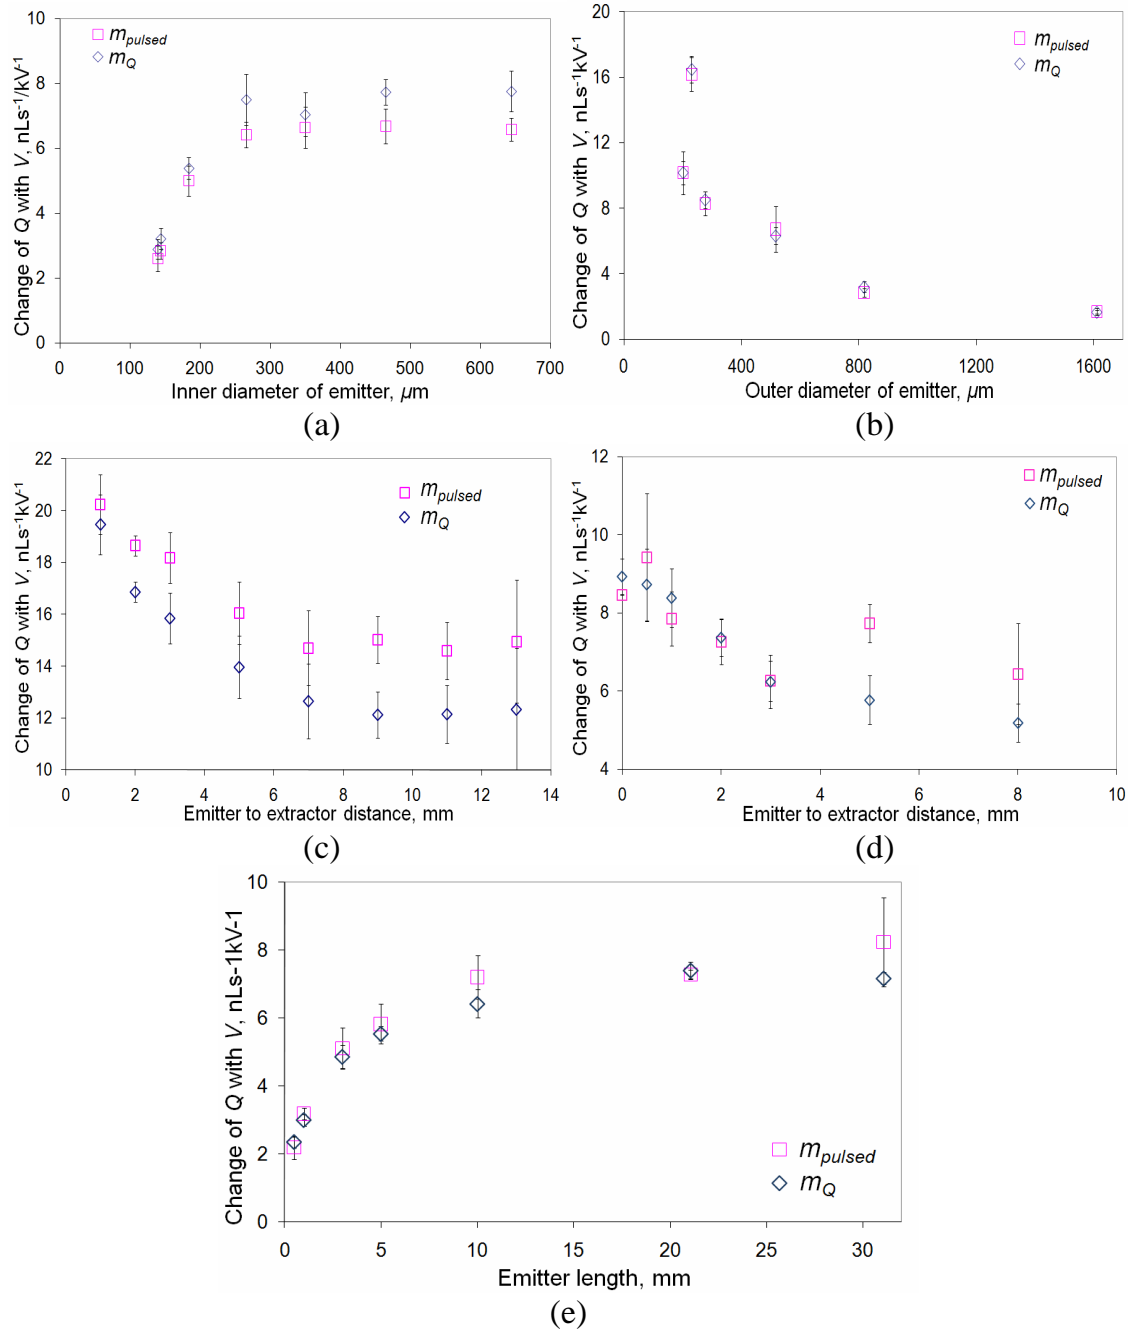 10
8
6
4
2
0
Change of Q with V, nLs⁻¹/kV⁻¹
m_pulsed
m_Q
0 100 200 300 400 500 600 700
Inner diameter of emitter, µm
(a)
20
16
12
8
4
0
Change of Q with V, nLs⁻¹kV⁻¹
m_pulsed
m_Q
0 400 800 1200 1600
Outer diameter of emitter, µm
(b)
22
20
18
16
14
12
10
Change of Q with V, nLs⁻¹kV⁻¹
m_pulsed
m_Q
0 2 4 6 8 10 12 14
Emitter to extractor distance, mm
(c)
12
10
8
6
4
Change of Q with V, nLs⁻¹kV⁻¹
m_pulsed
m_Q
0 2 4 6 8 10
Emitter to extractor distance, mm
(d)
10
8
6
4
2
0
Change of Q with V, nLs-1kV-1
m_pulsed
m_Q
0 5 10 15 20 25 30
Emitter length, mm
(e)